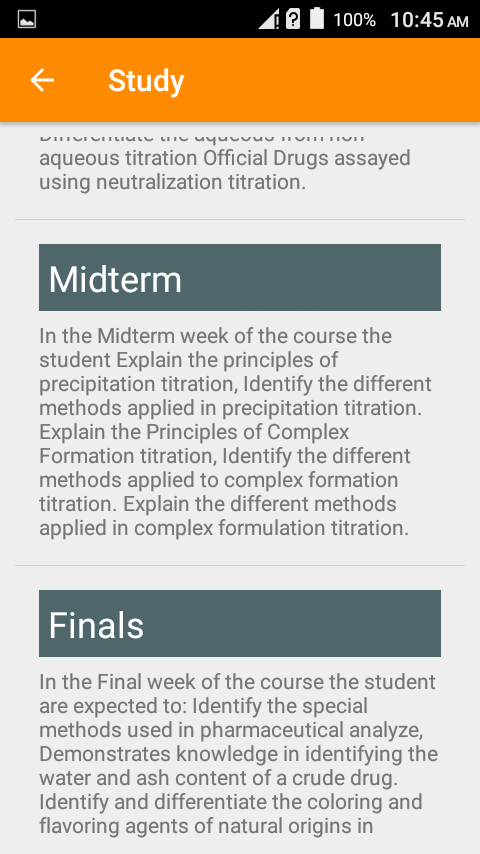 100% 10:45 AM
Study
Differentiate the aqueous from non
aqueous titration Official Drugs assayed
using neutralization titration.
Midterm
In the Midterm week of the course the
student Explain the principles of
precipitation titration, Identify the different
methods applied in precipitation titration.
Explain the Principles of Complex
Formation titration, Identify the different
methods applied to complex formation
titration. Explain the different methods
applied in complex formulation titration.
Finals
In the Final week of the course the student
are expected to: Identify the special
methods used in pharmaceutical analyze,
Demonstrates knowledge in identifying the
water and ash content of a crude drug.
Identify and differentiate the coloring and
flavoring agents of natural origins in